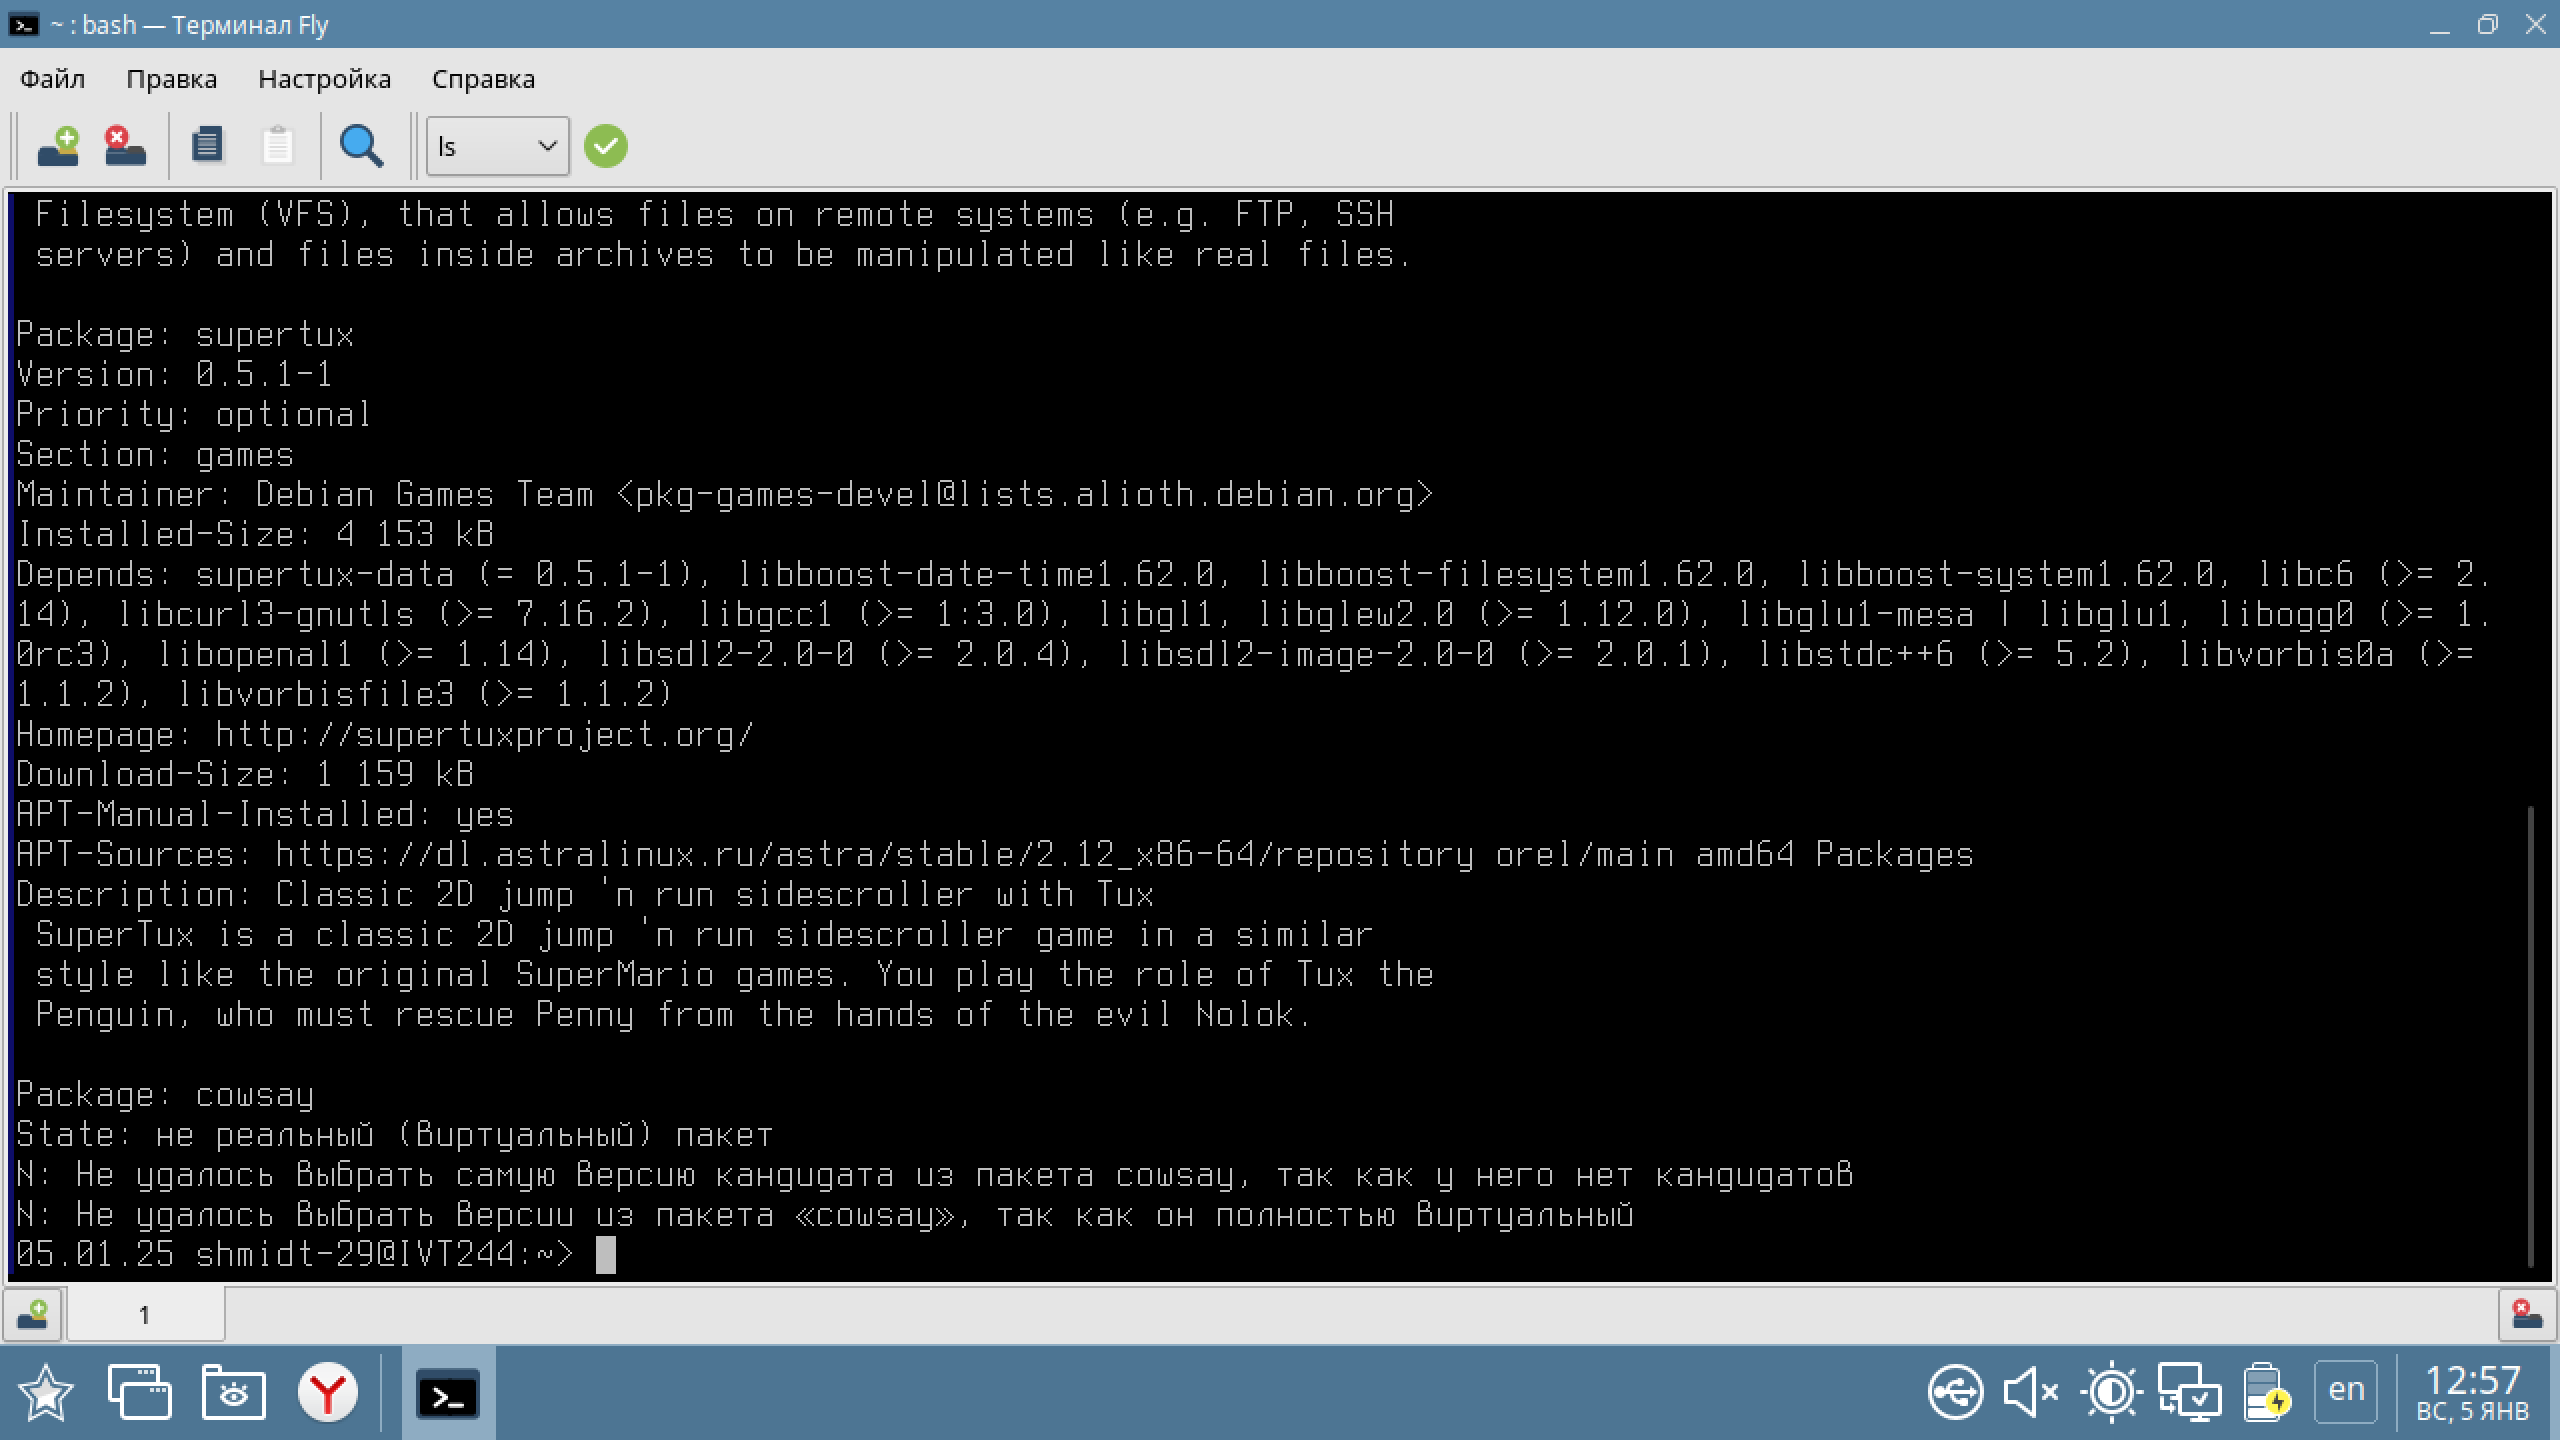 ~ : bash — Терминал Fly
Файл Правка Настройка Справка
ls
Filesystem (VFS), that allows files on remote systems (e.g. FTP, SSH
servers) and files inside archives to be manipulated like real files.
Package: supertux
Version: 0.5.1-1
Priority: optional
Section: games
Maintainer: Debian Games Team <pkg-games-devel@lists.alioth.debian.org>
Installed-Size: 4 153 kB
Depends: supertux-data (= 0.5.1-1), libboost-date-time1.62.0, libboost-filesystem1.62.0, libboost-system1.62.0, libc6 (>= 2.
14), libcurl3-gnutls (>= 7.16.2), libgcc1 (>= 1:3.0), libgl1, libglew2.0 (>= 1.12.0), libglu1-mesa | libglu1, libogg0 (>= 1.
0rc3), libopenal1 (>= 1.14), libsdl2-2.0-0 (>= 2.0.4), libsdl2-image-2.0-0 (>= 2.0.1), libstdc++6 (>= 5.2), libvorbis0a (>=
1.1.2), libvorbisfile3 (>= 1.1.2)
Homepage: http://supertuxproject.org/
Download-Size: 1 159 kB
APT-Manual-Installed: yes
APT-Sources: https://dl.astralinux.ru/astra/stable/2.12_x86-64/repository orel/main amd64 Packages
Description: Classic 2D jump 'n run sidescroller with Tux
SuperTux is a classic 2D jump 'n run sidescroller game in a similar
style like the original SuperMario games. You play the role of Tux the
Penguin, who must rescue Penny from the hands of the evil Nolok.
Package: cowsay
State: не реальный (виртуальный) пакет
N: Не удалось выбрать самую версию кандидата из пакета cowsay, так как у него нет кандидатов
N: Не удалось выбрать версии из пакета «cowsay», так как он полностью виртуальный
05.01.25 shmidt-29@IVT244:~>
1
en
12:57
ВС, 5 ЯНВ